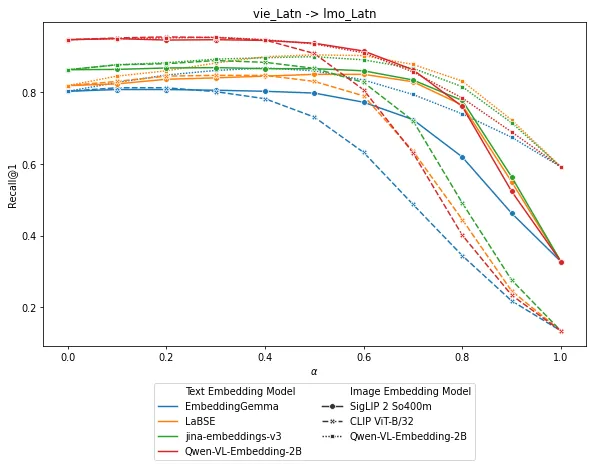 vie_Latn -> lmo_Latn
Recall@1
0.8
0.6
0.4
0.2
0.0 0.2 0.4 0.6 0.8 1.0
α
Text Embedding Model Image Embedding Model
EmbeddingGemma SigLIP 2 So400m
LaBSE CLIP ViT-B/32
jina-embeddings-v3 Qwen-VL-Embedding-2B
Qwen-VL-Embedding-2B